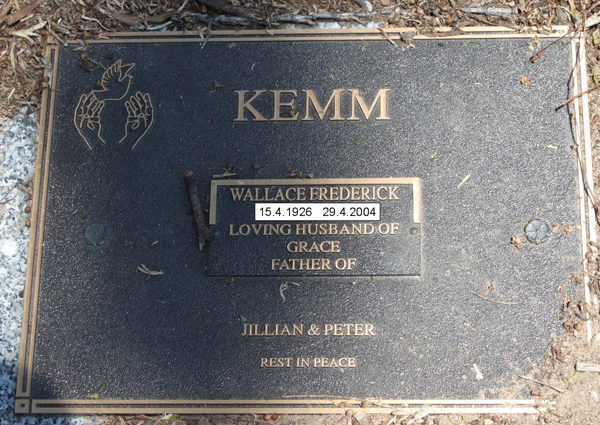 KEMM
WALLACE FREDERICK
15.4.1926 29.4.2004
LOVING HUSBAND OF
GRACE
FATHER OF
JILLIAN & PETER
REST IN PEACE